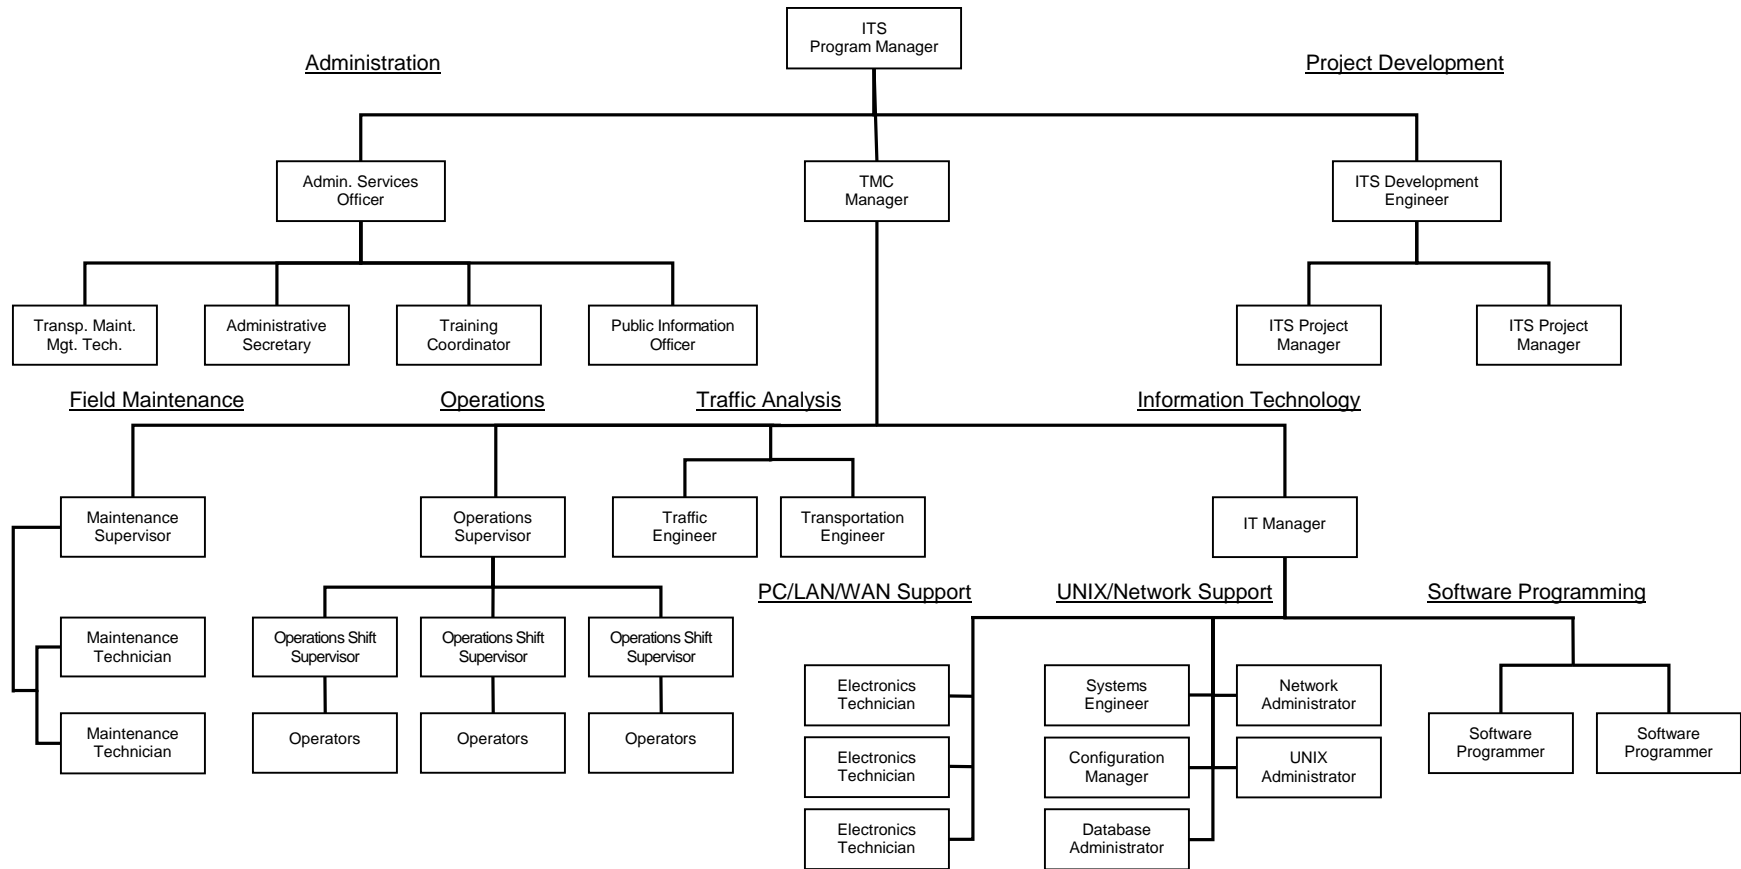 ITS
Program Manager
Administration
Project Development
Admin. Services
Officer
TMC
Manager
ITS Development
Engineer
Transp. Maint.
Mgt. Tech.
Administrative
Secretary
Training
Coordinator
Public Information
Officer
ITS Project
Manager
ITS Project
Manager
Field Maintenance
Operations
Traffic Analysis
Information Technology
Maintenance
Supervisor
Operations
Supervisor
Traffic
Engineer
Transportation
Engineer
IT Manager
PC/LAN/WAN Support
UNIX/Network Support
Software Programming
Maintenance
Technician
Operations Shift
Supervisor
Operations Shift
Supervisor
Operations Shift
Supervisor
Maintenance
Technician
Operators
Operators
Operators
Electronics
Technician
Electronics
Technician
Electronics
Technician
Systems
Engineer
Network
Administrator
Configuration
Manager
UNIX
Administrator
Database
Administrator
Software
Programmer
Software
Programmer